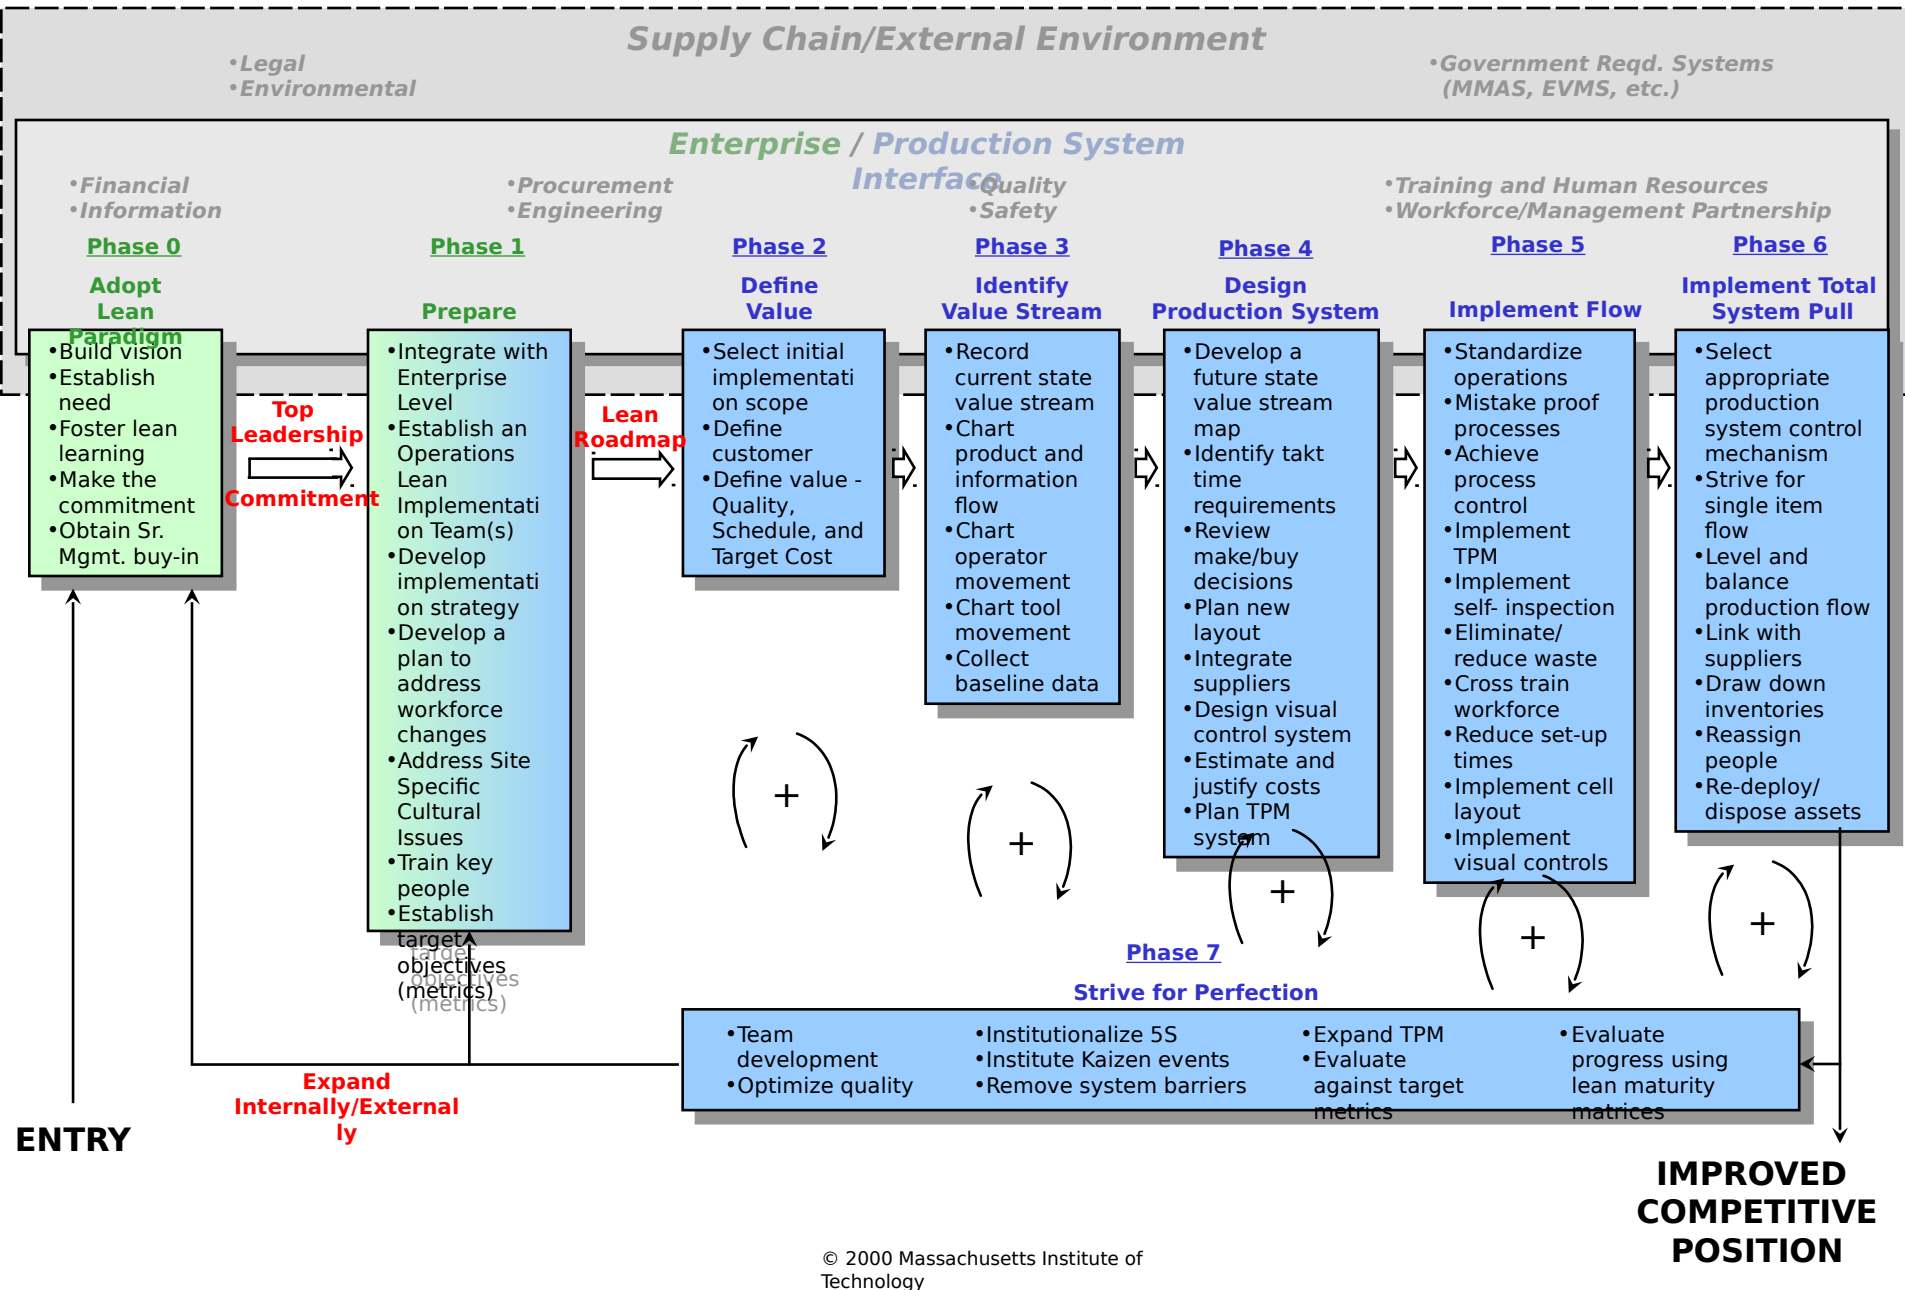 Supply Chain/External Environment
•Legal
•Environmental
•Government Reqd. Systems
(MMAS, EVMS, etc.)
Enterprise / Production System
Interface
•Financial
•Information
•Procurement
•Engineering
•Quality
•Safety
•Training and Human Resources
•Workforce/Management Partnership
Phase 0
Adopt
Lean
Paradigm
•Build vision
•Establish
need
•Foster lean
learning
•Make the
commitment
•Obtain Sr.
Mgmt. buy-in
Top
Leadership
Commitment
Phase 1
Prepare
•Integrate with
Enterprise
Level
•Establish an
Operations
Lean
Implementati
on Team(s)
•Develop
implementati
on strategy
•Develop a
plan to
address
workforce
changes
•Address Site
Specific
Cultural
Issues
•Train key
people
•Establish
target
objectives
(metrics)
Lean
Roadmap
Phase 2
Define
Value
•Select initial
implementati
on scope
•Define
customer
•Define value -
Quality,
Schedule, and
Target Cost
+
Phase 3
Identify
Value Stream
•Record
current state
value stream
•Chart
product and
information
flow
•Chart
operator
movement
•Chart tool
movement
•Collect
baseline data
+
Phase 4
Design
Production System
•Develop a
future state
value stream
map
•Identify takt
time
requirements
•Review
make/buy
decisions
•Plan new
layout
•Integrate
suppliers
•Design visual
control system
•Estimate and
justify costs
•Plan TPM
system
+
Phase 5
Implement Flow
•Standardize
operations
•Mistake proof
processes
•Achieve
process
control
•Implement
TPM
•Implement
self- inspection
•Eliminate/
reduce waste
•Cross train
workforce
•Reduce set-up
times
•Implement cell
layout
•Implement
visual controls
+
Phase 6
Implement Total
System Pull
•Select
appropriate
production
system control
mechanism
•Strive for
single item
flow
•Level and
balance
production flow
•Link with
suppliers
•Draw down
inventories
•Reassign
people
•Re-deploy/
dispose assets
+
Phase 7
Strive for Perfection
•Team
development
•Optimize quality
•Institutionalize 5S
•Institute Kaizen events
•Remove system barriers
•Expand TPM
•Evaluate
against target
metrics
•Evaluate
progress using
lean maturity
matrices
Expand
Internally/External
ly
ENTRY
IMPROVED
COMPETITIVE
POSITION
© 2000 Massachusetts Institute of
Technology